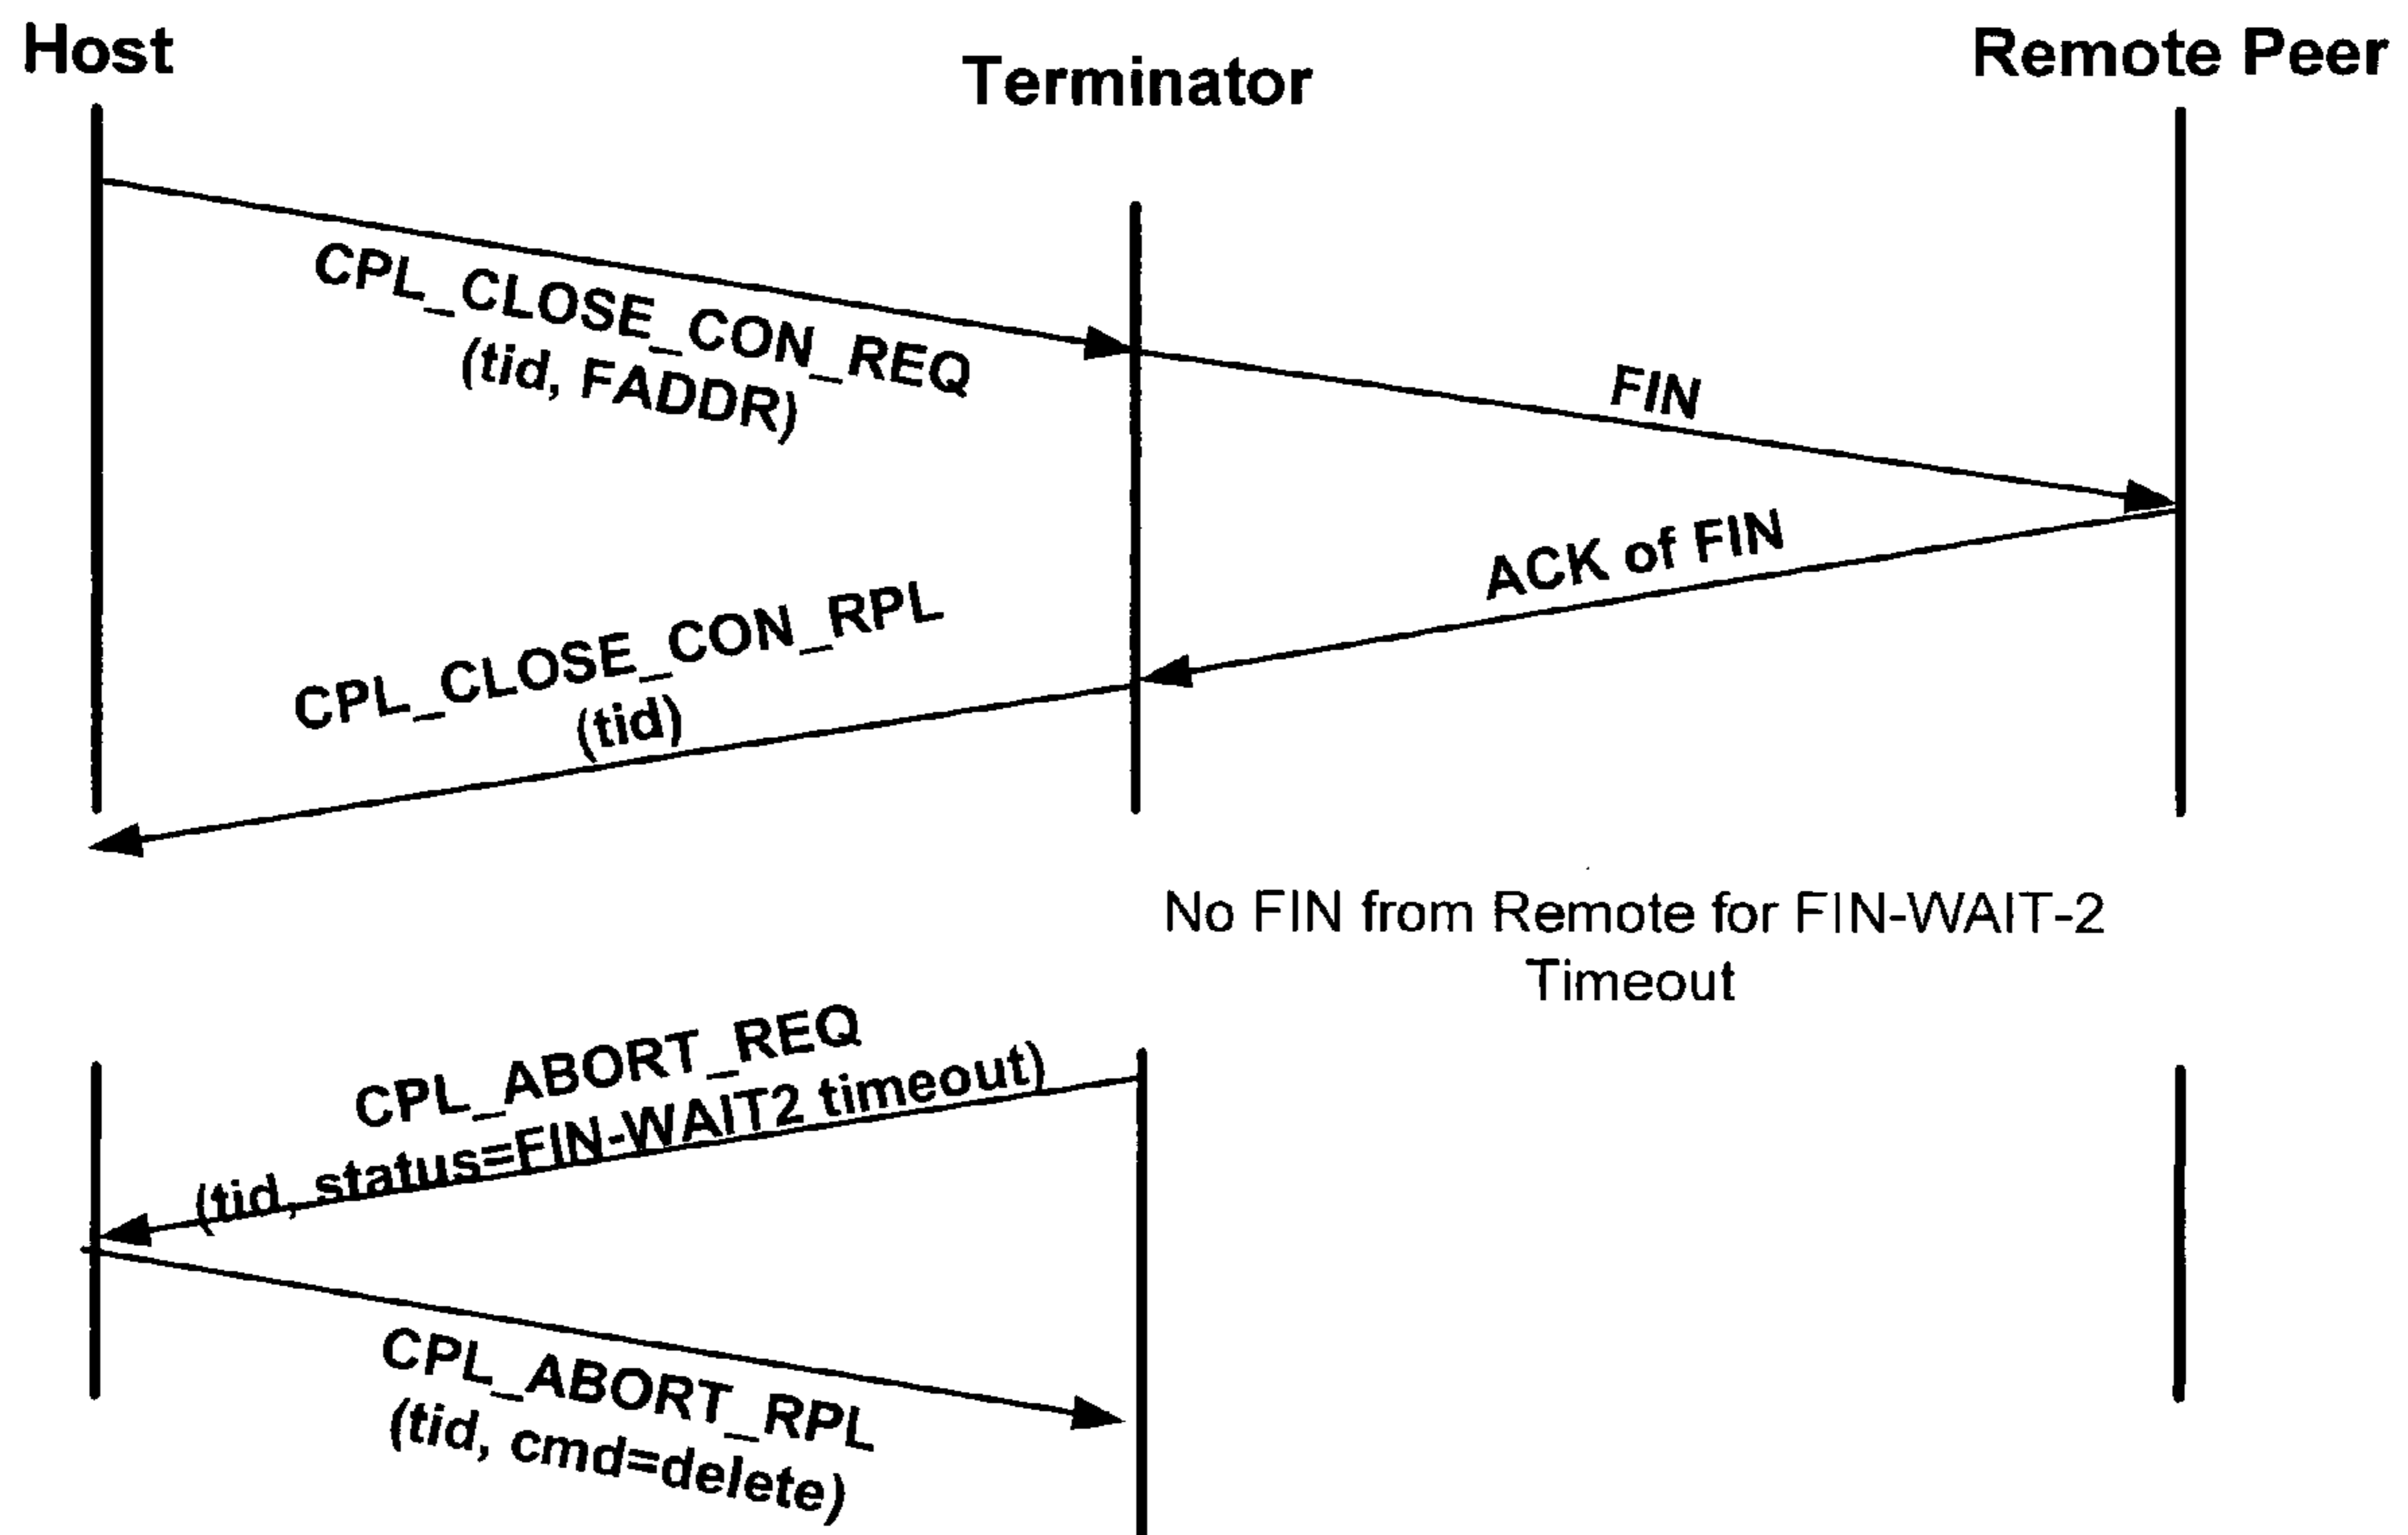 Host
Terminator
Remote Peer
CPL_CLOSE_CON_REQ
(tid, FADDR)
FIN
ACK of FIN
CPL_CLOSE_CON_RPL
(tid)
No FIN from Remote for FIN-WAIT-2
Timeout
CPL_ABORT_REQ
(tid, status=FIN-WAIT2 timeout)
CPL_ABORT_RPL
(tid, cmd=delete)